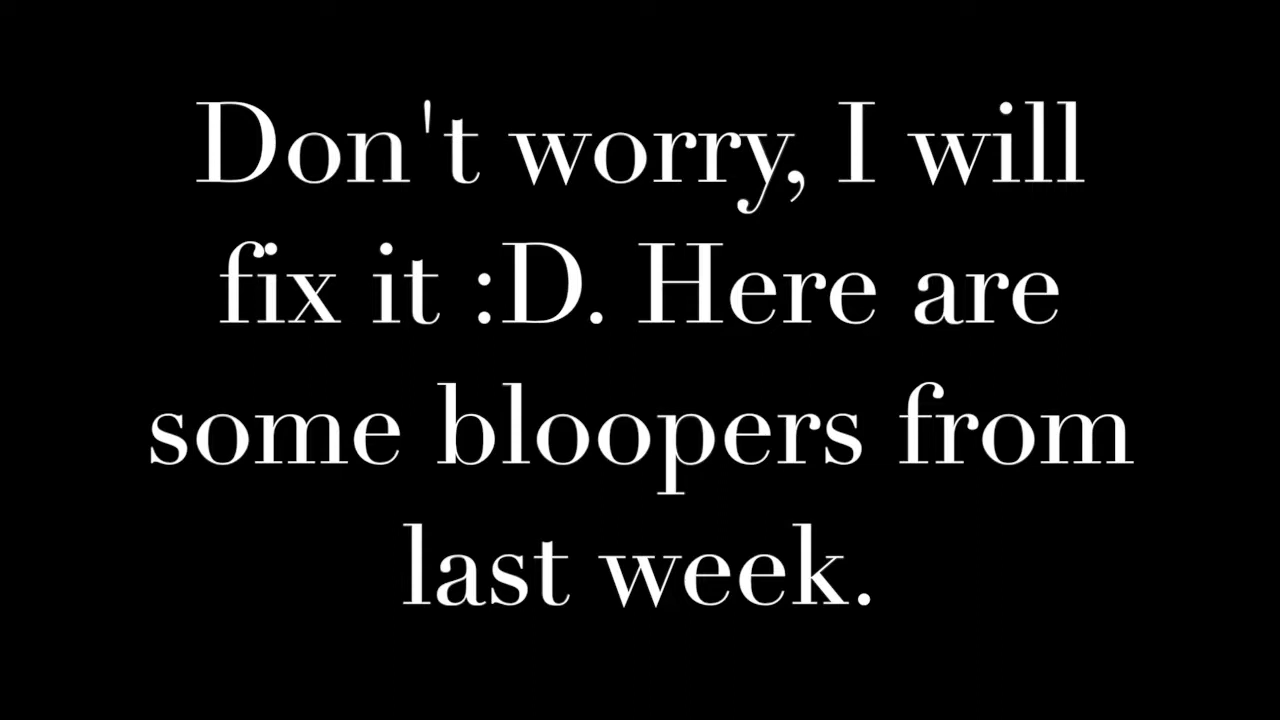 Don't worry, I will
fix it :D. Here are
some bloopers from
last week.